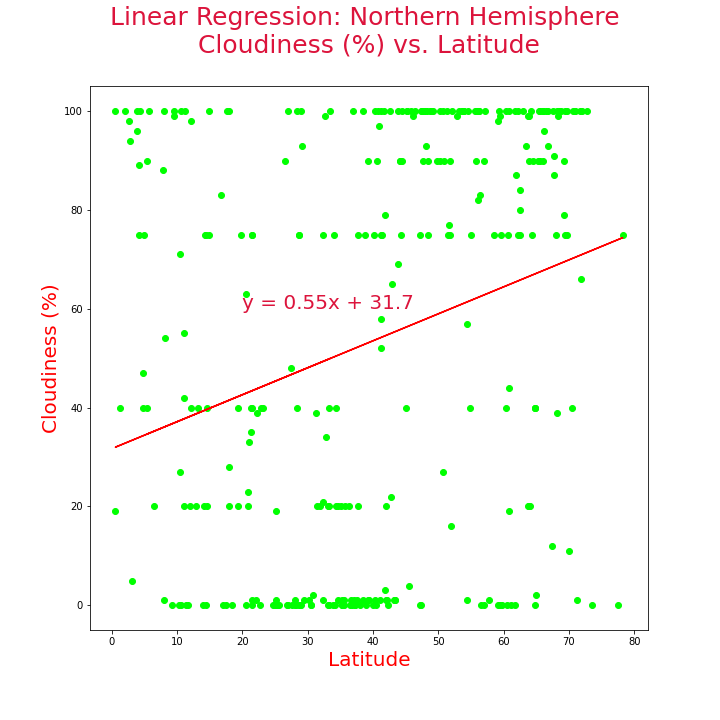 Linear Regression: Northern Hemisphere
Cloudiness (%) vs. Latitude
100
80
60
40
20
0
Cloudiness (%)
y = 0.55x + 31.7
0 10 20 30 40 50 60 70 80
Latitude